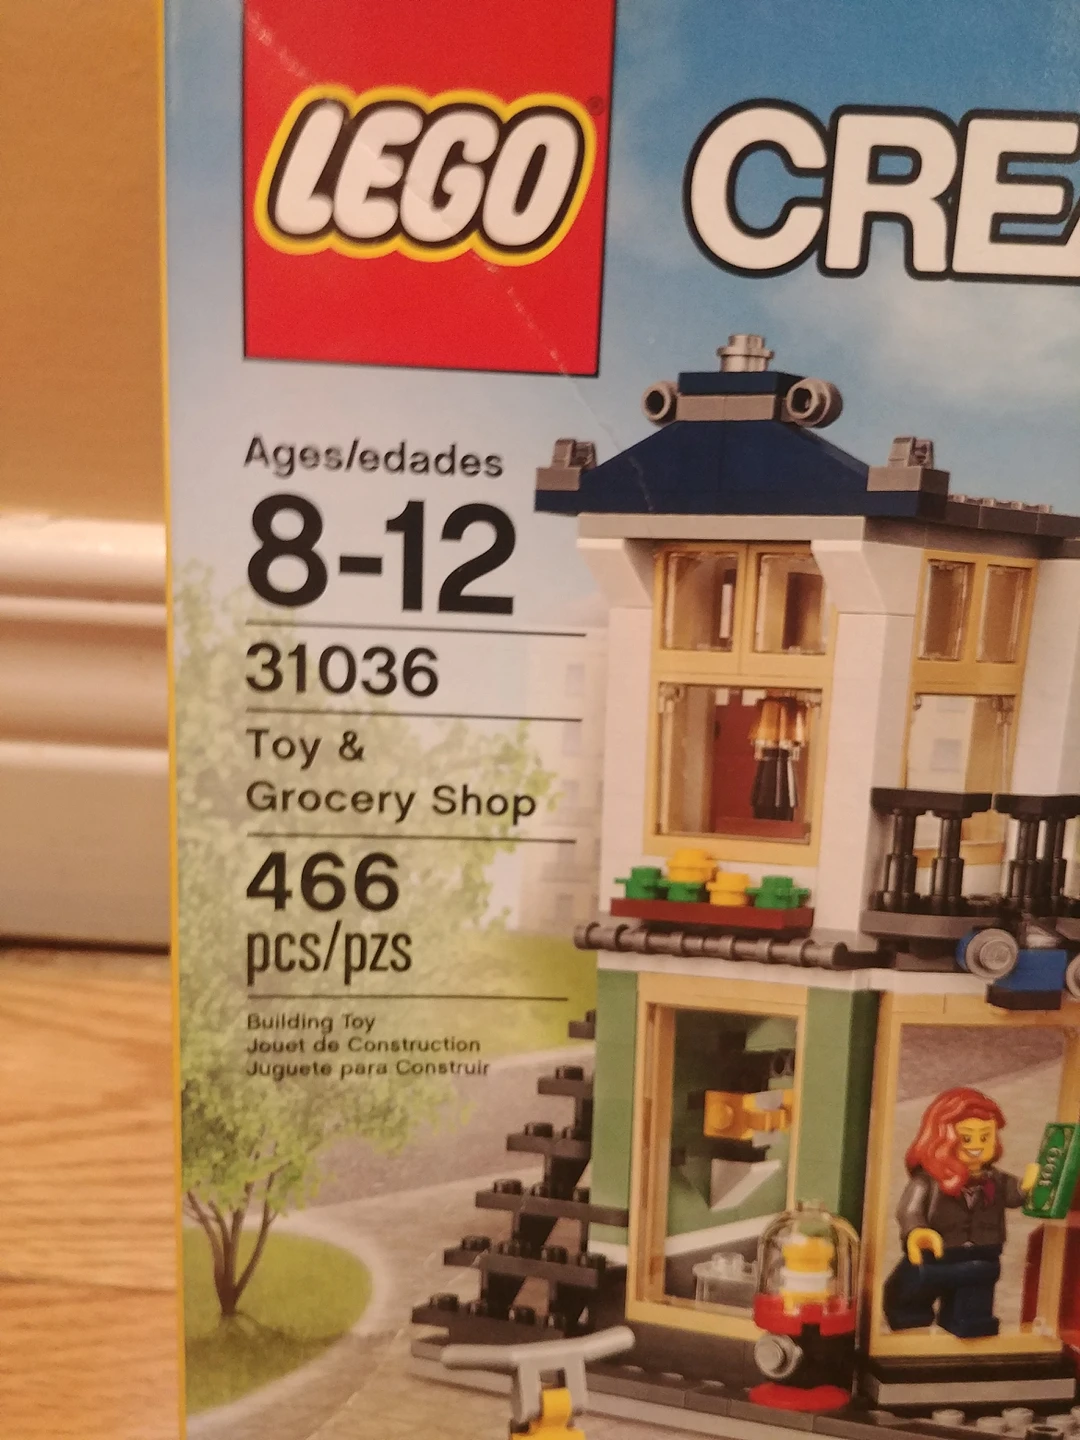 LEGO®
CREA
Ages/edades
8-12
31036
Toy &
Grocery Shop
466
pcs/pzs
Building Toy
Jouet de Construction
Juguete para Construir
100